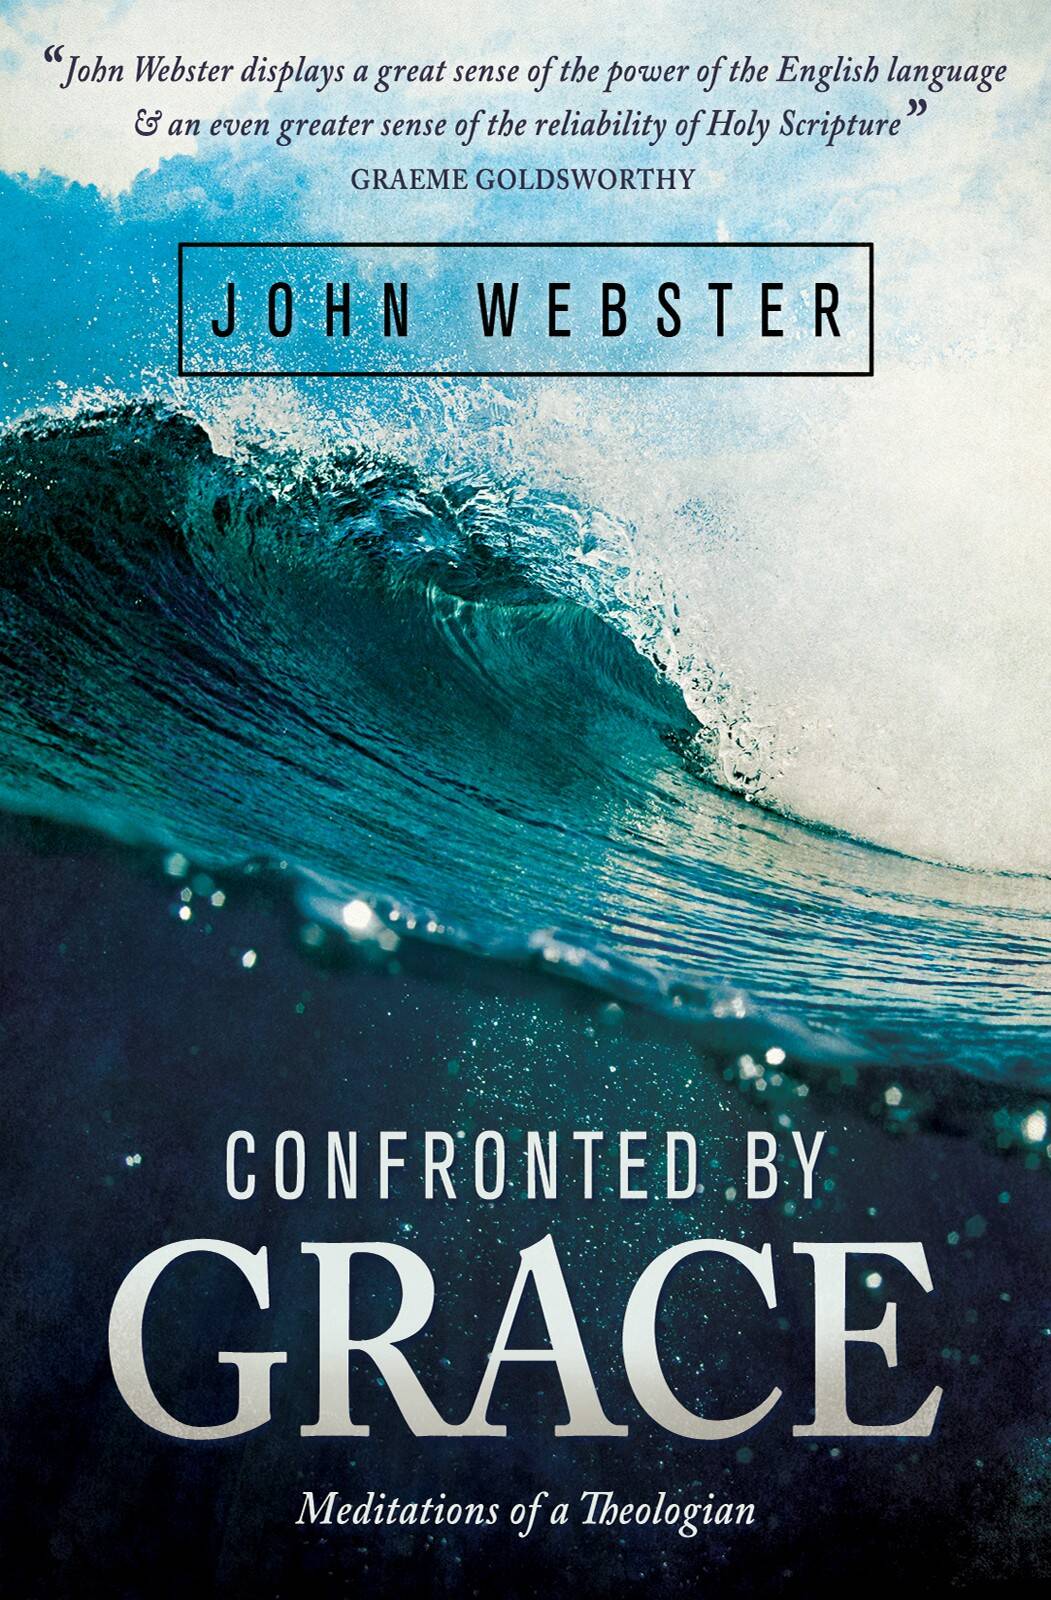 “John Webster displays a great sense of the power of the English language
& an even greater sense of the reliability of Holy Scripture”
GRAEME GOLDSWORTHY
JOHN WEBSTER
CONFRONTED BY
GRACE
Meditations of a Theologian